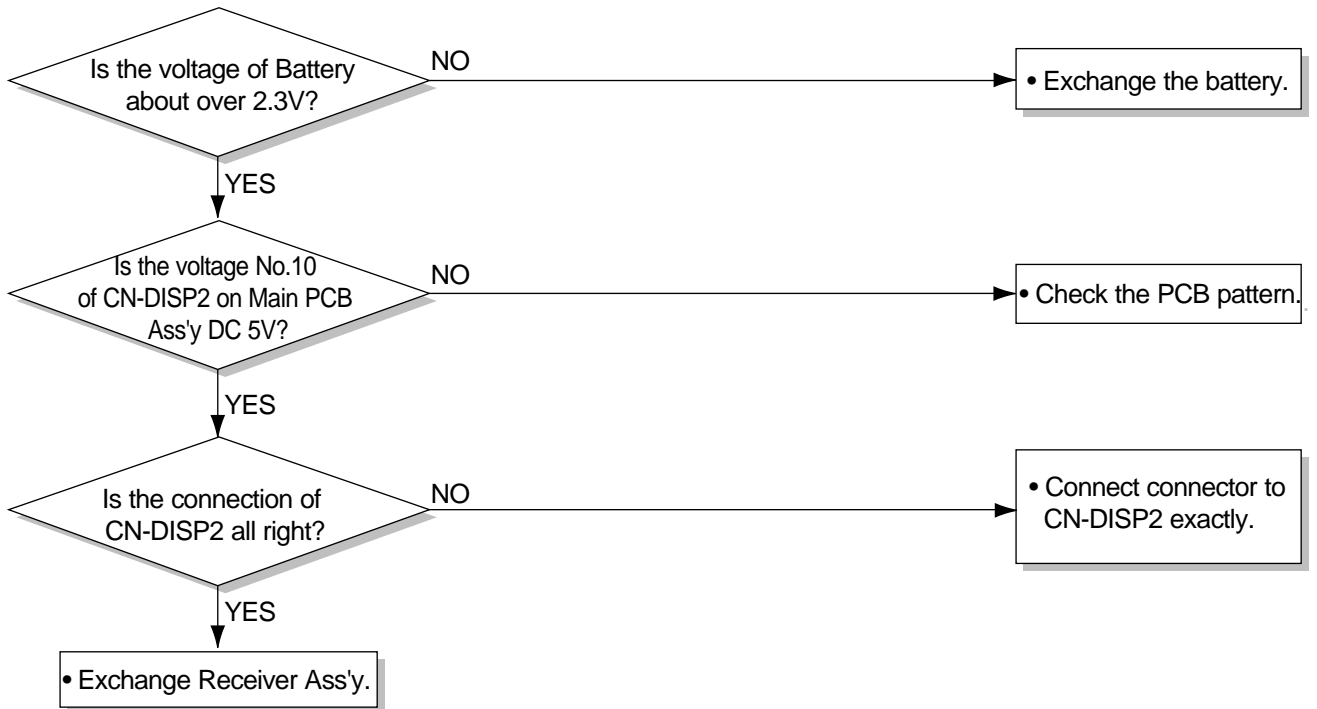 Is the voltage of Battery
about over 2.3V?
NO
• Exchange the battery.
YES
Is the voltage No.10
of CN-DISP2 on Main PCB
Ass'y DC 5V?
NO
• Check the PCB pattern.
YES
Is the connection of
CN-DISP2 all right?
NO
• Connect connector to
CN-DISP2 exactly.
YES
• Exchange Receiver Ass'y.